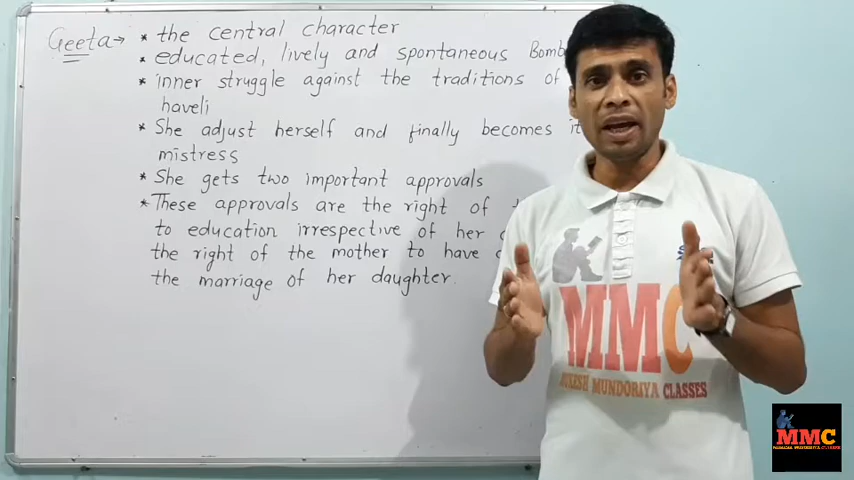 Geeta → * the central character
* educated, lively and spontaneous Bomb
* inner struggle against the traditions of
haveli
* She adjust herself and finally becomes it
mistress
* She gets two important approvals
* These approvals are the right of
to education irrespective of her
the right of the mother to have
the marriage of her daughter.
MMC
MUNDORIYA CLASSES
MMC